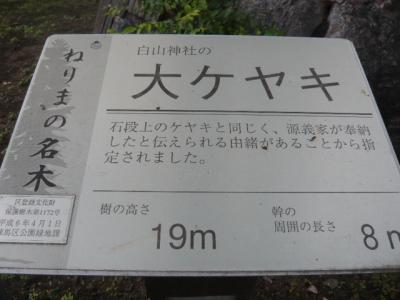 ねりまの名木
白山神社の
大ケヤキ
石段上のケヤキと同じく、源義家が奉納
したと伝えられる由緒があることから指
定されました。
樹の高さ
19m
幹の
周囲の長さ
8m
区登録文化財
保護樹木第1172号
平成6年4月1日
練馬区公園緑地課